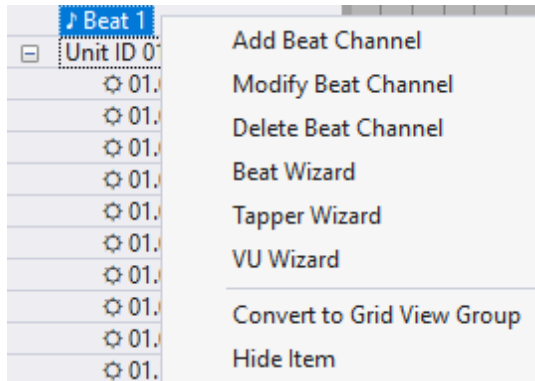 ♪ Beat 1
Unit ID 01
01.
01.
01.
01.
01.
01.
01.
01.
01.
01.
Add Beat Channel
Modify Beat Channel
Delete Beat Channel
Beat Wizard
Tapper Wizard
VU Wizard
Convert to Grid View Group
Hide Item